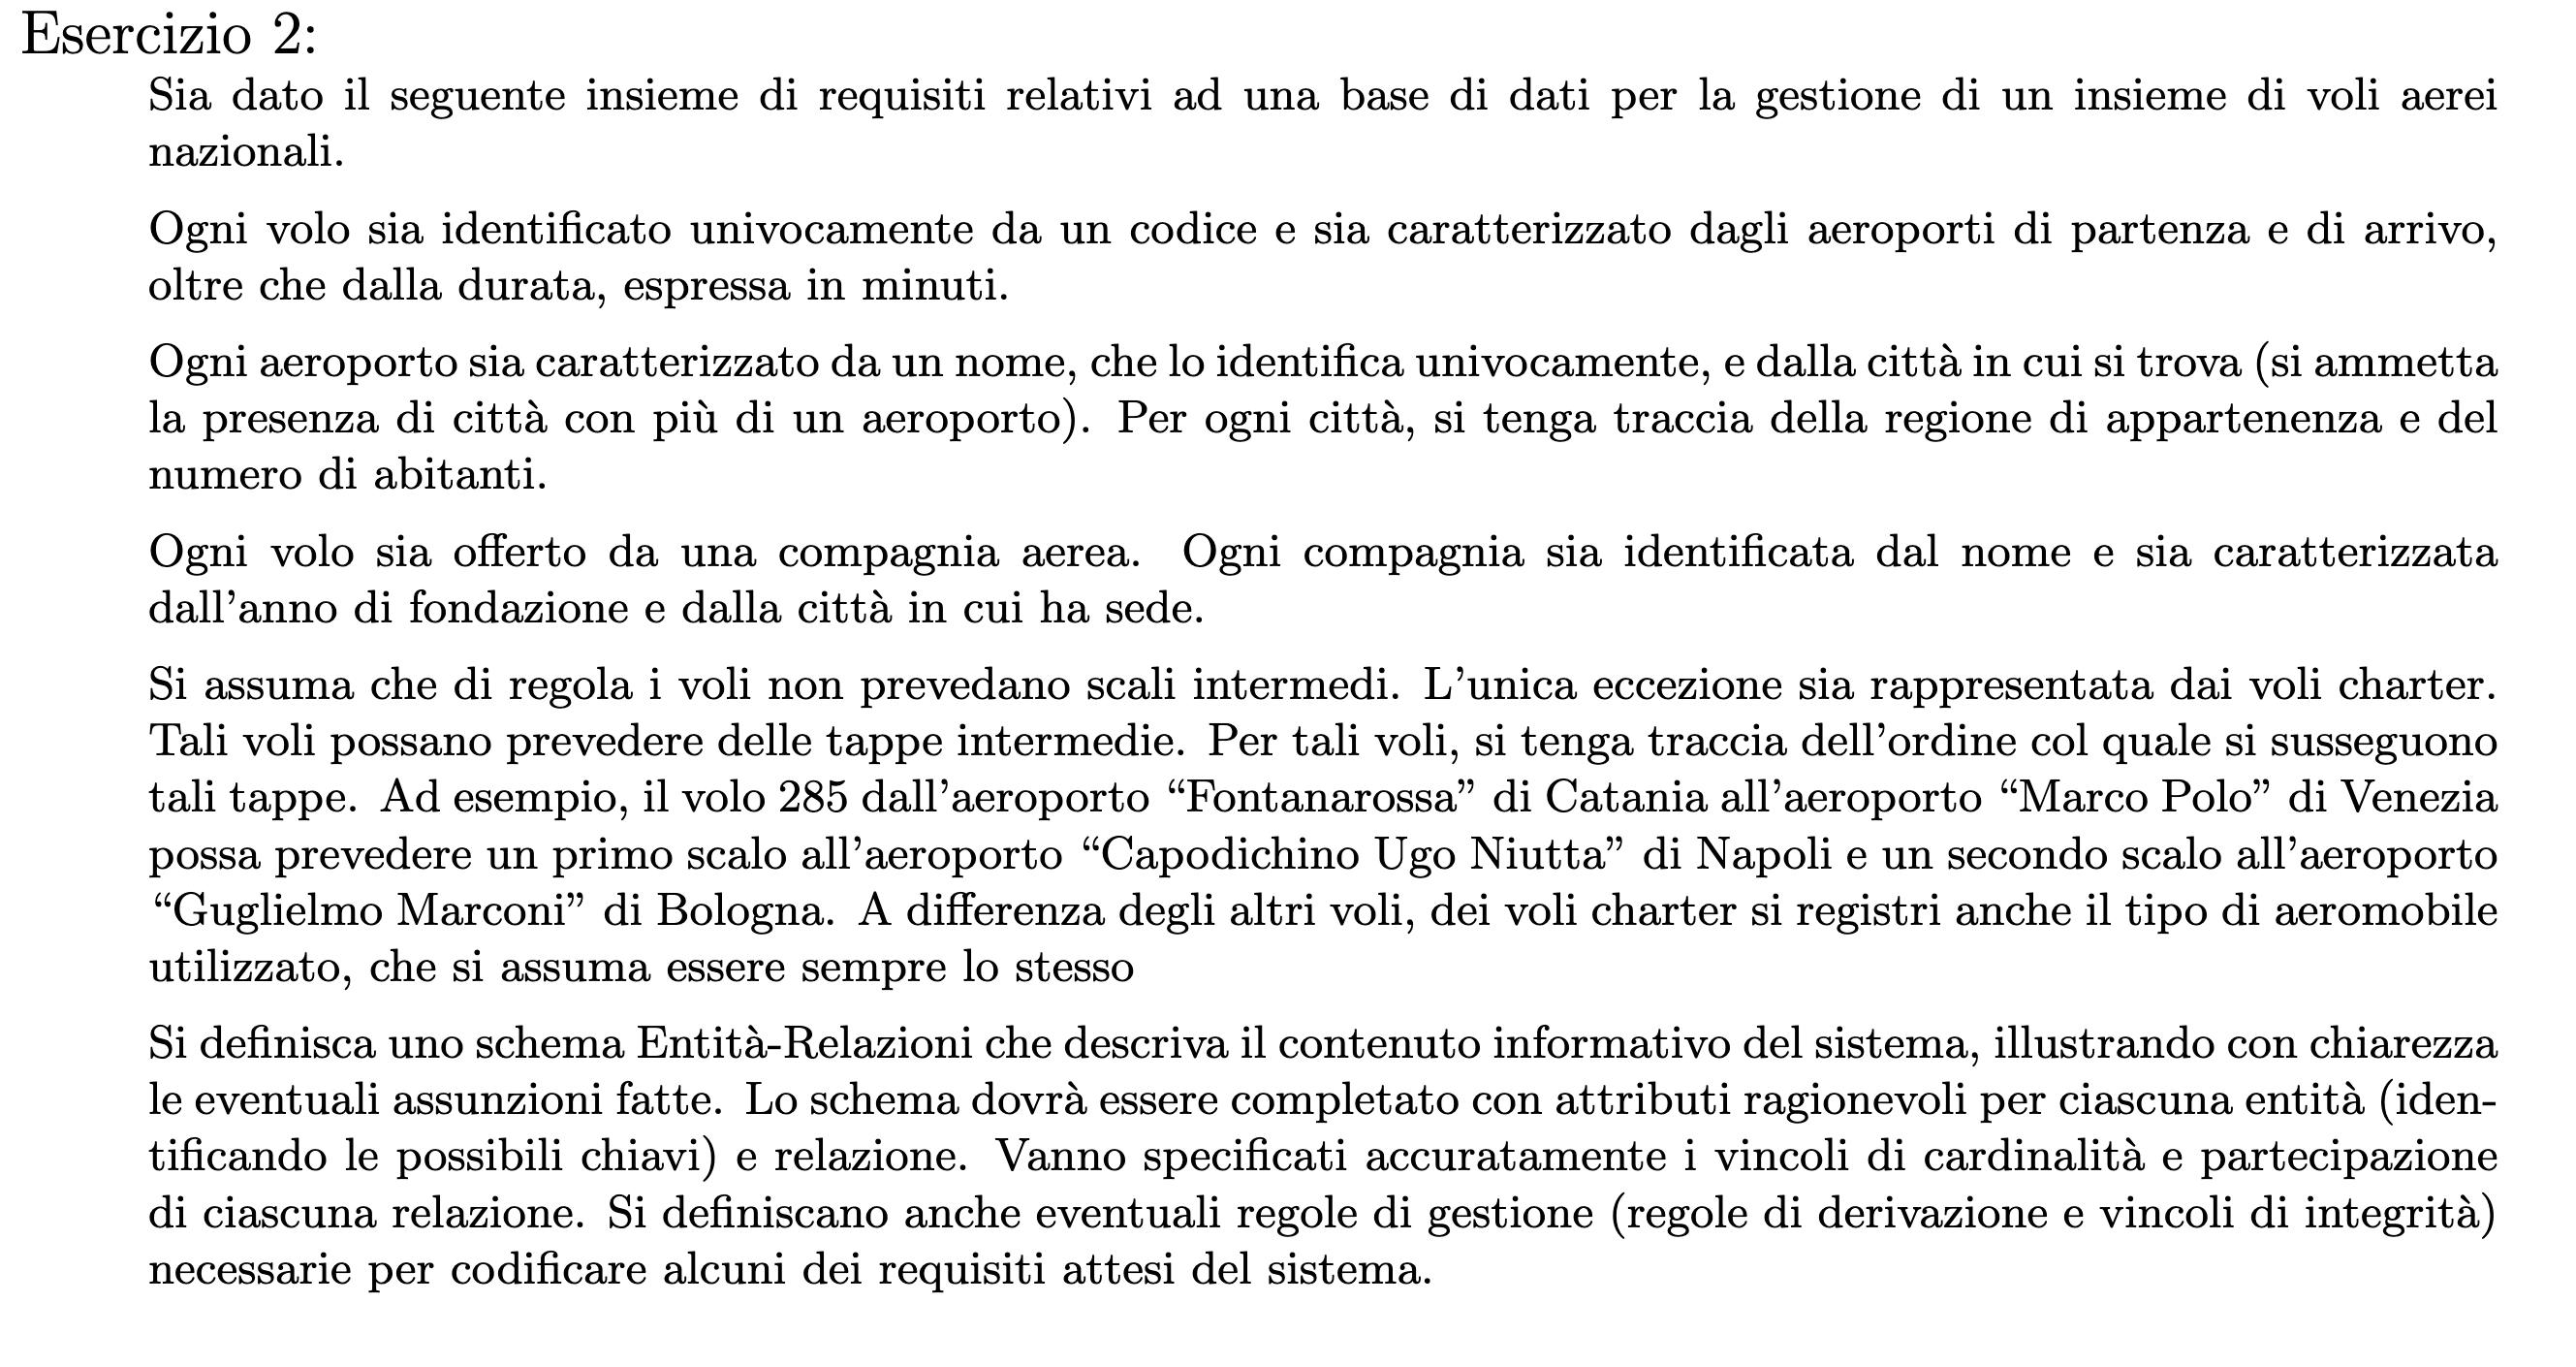 Esercizio 2:
Sia dato il seguente insieme di requisiti relativi ad una base di dati per la gestione di un insieme di voli aerei
nazionali.
Ogni volo sia identificato univocamente da un codice e sia caratterizzato dagli aeroporti di partenza e di arrivo,
oltre che dalla durata, espressa in minuti.
Ogni aeroporto sia caratterizzato da un nome, che lo identifica univocamente, e dalla città in cui si trova (si ammetta
la presenza di città con più di un aeroporto). Per ogni città, si tenga traccia della regione di appartenenza e del
numero di abitanti.
Ogni volo sia offerto da una compagnia aerea. Ogni compagnia sia identificata dal nome e sia caratterizzata
dall'anno di fondazione e dalla città in cui ha sede.
Si assuma che di regola i voli non prevedano scali intermedi. L'unica eccezione sia rappresentata dai voli charter.
Tali voli possano prevedere delle tappe intermedie. Per tali voli, si tenga traccia dell'ordine col quale si susseguono
tali tappe. Ad esempio, il volo 285 dall'aeroporto “Fontanarossa” di Catania all'aeroporto “Marco Polo” di Venezia
possa prevedere un primo scalo all'aeroporto “Capodichino Ugo Niutta” di Napoli e un secondo scalo all'aeroporto
“Guglielmo Marconi” di Bologna. A differenza degli altri voli, dei voli charter si registri anche il tipo di aeromobile
utilizzato, che si assuma essere sempre lo stesso
Si definisca uno schema Entità-Relazioni che descriva il contenuto informativo del sistema, illustrando con chiarezza
le eventuali assunzioni fatte. Lo schema dovrà essere completato con attributi ragionevoli per ciascuna entità (iden-
tificando le possibili chiavi) e relazione. Vanno specificati accuratamente i vincoli di cardinalità e partecipazione
di ciascuna relazione. Si definiscano anche eventuali regole di gestione (regole di derivazione e vincoli di integrità)
necessarie per codificare alcuni dei requisiti attesi del sistema.